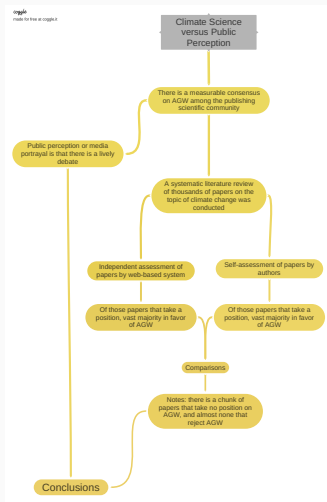 coggle
made for free at coggle.it
Climate Science
versus Public
Perception
There is a measurable consensus
on AGW among the publishing
scientific community
Public perception or media
portrayal is that there is a lively
debate
A systematic literature review
of thousands of papers on the
topic of climate change was
conducted
Independent assessment of
papers by web-based system
Self-assessment of papers by
authors
Of those papers that take a
position, vast majority in favor
of AGW
Of those papers that take a
position, vast majority in favor
of AGW
Comparisons
Notes: there is a chunk of
papers that take no position on
AGW, and almost none that
reject AGW
Conclusions